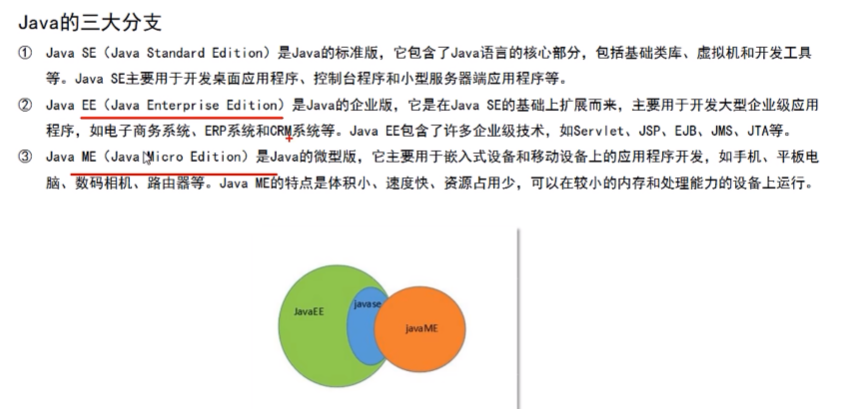 Java的三大分支
① Java SE（Java Standard Edition）是Java的标准版，它包含了Java语言的核心部分，包括基础类库、虚拟机和开发工具
等。Java SE主要用于开发桌面应用程序、控制台程序和小型服务器端应用程序等。
② Java EE（Java Enterprise Edition）是Java的企业版，它是在Java SE的基础上扩展而来，主要用于开发大型企业级应用
程序，如电子商务系统、ERP系统和CRM系统等。Java EE包含了许多企业级技术，如Servlet、JSP、EJB、JMS、JTA等。
③ Java ME（Java Micro Edition）是Java的微型版，它主要用于嵌入式设备和移动设备上的应用程序开发，如手机、平板电
脑、数码相机、路由器等。Java ME的特点是体积小、速度快、资源占用少，可以在较小的内存和处理能力的设备上运行。
JavaEE
javase
javaME